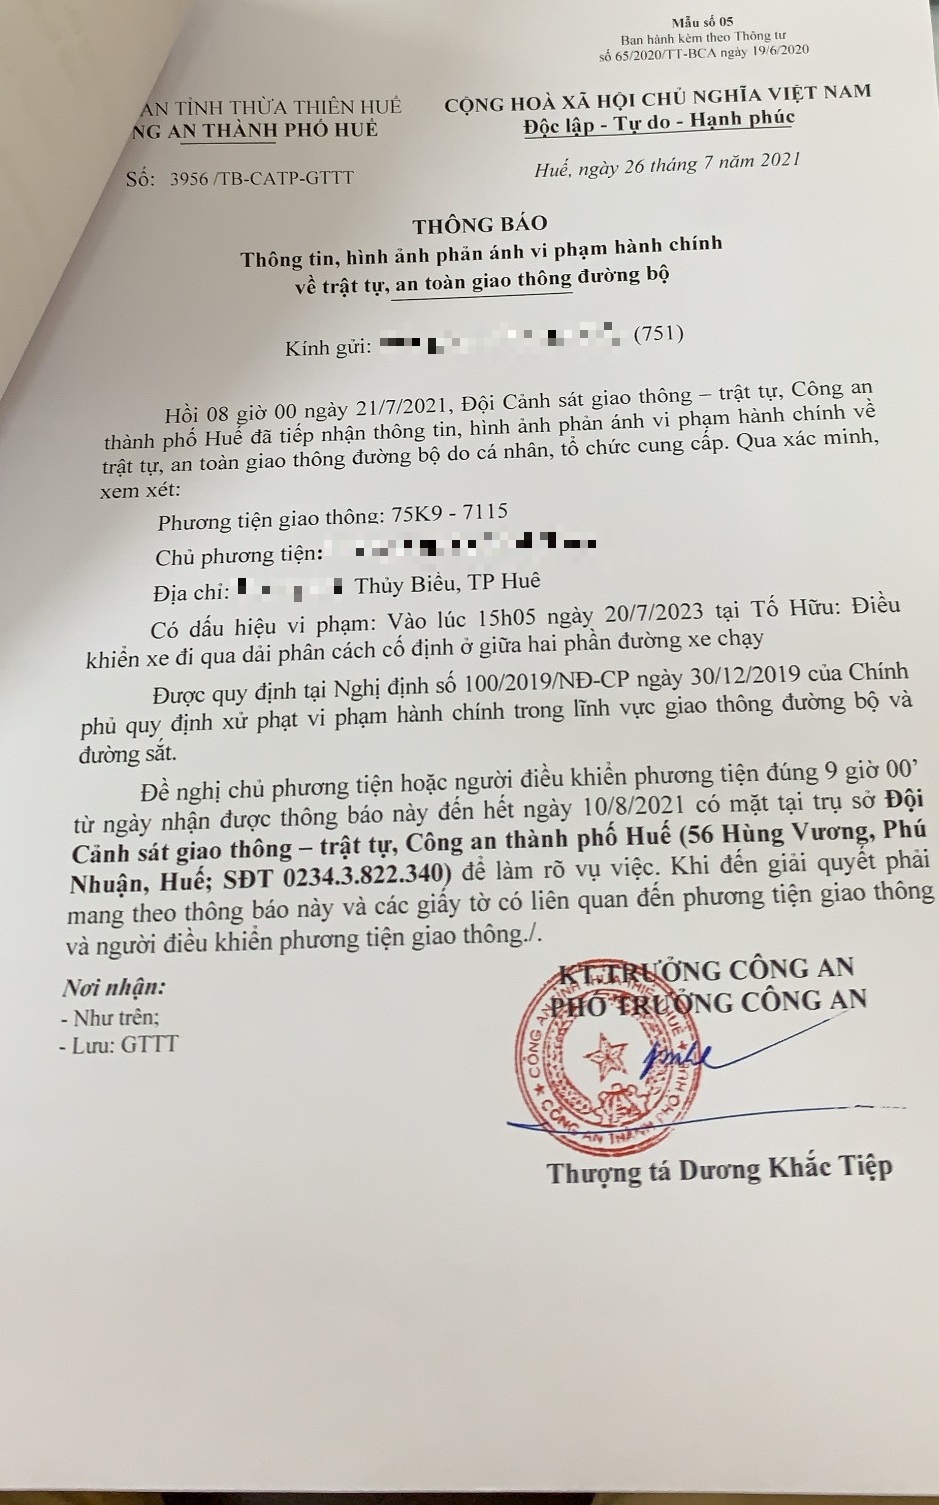 Mẫu số 05
Ban hành kèm theo Thông tư
số 65/2020/TT-BCA ngày 19/6/2020
AN TỈNH THỪA THIÊN HUẾ
NG AN THÀNH PHỐ HUẾ
CỘNG HOÀ XÃ HỘI CHỦ NGHĨA VIỆT NAM
Độc lập - Tự do - Hạnh phúc
Số: 3956 /TB-CATP-GTTT
Huế, ngày 26 tháng 7 năm 2021
THÔNG BÁO
Thông tin, hình ảnh phản ánh vi phạm hành chính
về trật tự, an toàn giao thông đường bộ
Kính gửi: (751)
Hồi 08 giờ 00 ngày 21/7/2021, Đội Cảnh sát giao thông – trật tự, Công an
thành phố Huế đã tiếp nhận thông tin, hình ảnh phản ánh vi phạm hành chính về
trật tự, an toàn giao thông đường bộ do cá nhân, tổ chức cung cấp. Qua xác minh,
xem xét:
Phương tiện giao thông: 75K9 - 7115
Chủ phương tiện:
Địa chỉ: Thủy Biều, TP Huê
Có dấu hiệu vi phạm: Vào lúc 15h05 ngày 20/7/2023 tại Tố Hữu: Điều
khiển xe đi qua dải phân cách cố định ở giữa hai phần đường xe chạy
Được quy định tại Nghị định số 100/2019/NĐ-CP ngày 30/12/2019 của Chính
phủ quy định xử phạt vi phạm hành chính trong lĩnh vực giao thông đường bộ và
đường sắt.
Đề nghị chủ phương tiện hoặc người điều khiển phương tiện đúng 9 giờ 00’
từ ngày nhận được thông báo này đến hết ngày 10/8/2021 có mặt tại trụ sở Đội
Cảnh sát giao thông – trật tự, Công an thành phố Huế (56 Hùng Vương, Phú
Nhuận, Huế; SĐT 0234.3.822.340) để làm rõ vụ việc. Khi đến giải quyết phải
mang theo thông báo này và các giấy tờ có liên quan đến phương tiện giao thông
và người điều khiển phương tiện giao thông./.
Nơi nhận:
- Như trên;
- Lưu: GTTT
KT.TRƯỞNG CÔNG AN
PHÓ TRƯỞNG CÔNG AN
CÔNG AN TỈNH THỪA THIÊN HUẾ
CÔNG AN THÀNH PHỐ HUẾ
Thượng tá Dương Khắc Tiệp